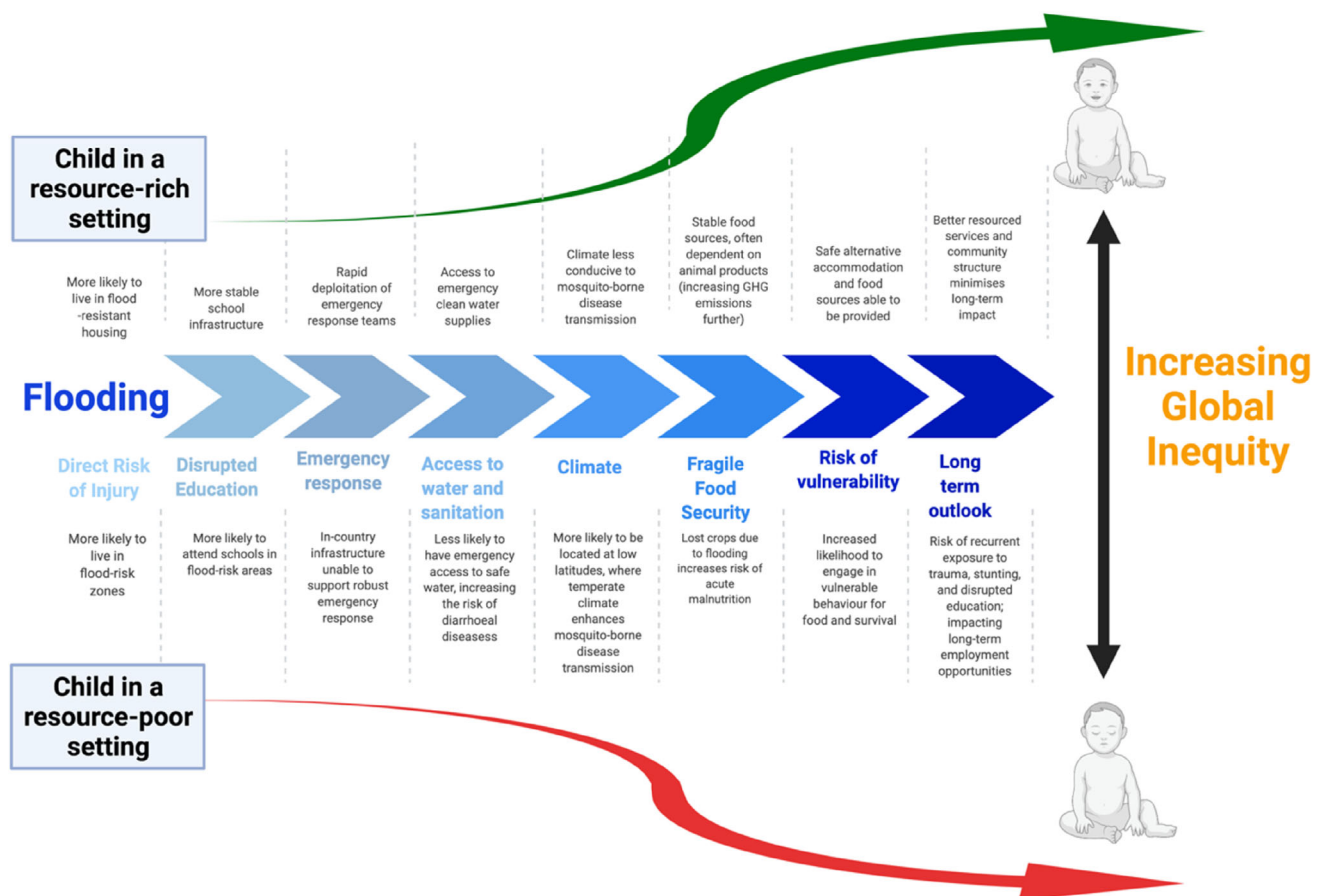 Child in a
resource-rich
setting
More likely to
live in flood
-resistant
housing
More stable
school
infrastructure
Rapid
deploitation of
emergency
response teams
Access to
emergency
clean water
supplies
Climate less
conducive to
mosquito-borne
disease
transmission
Stable food
sources, often
dependent on
animal products
(increasing GHG
emissions
further)
Safe alternative
accommodation
and food
sources able to
be provided
Better resourced
services and
community
structure
minimises
long-term
impact
Flooding
Increasing
Global
Inequity
Direct Risk
of Injury
Disrupted
Education
Emergency
response
Access to
water and
sanitation
Climate
Fragile
Food
Security
Risk of
vulnerability
Long
term
outlook
More likely to
live in
flood-risk
zones
More likely to
attend schools in
flood-risk areas
In-country
infrastructure
unable to
support robust
emergency
response
Less likely to
have emergency
access to safe
water, increasing
the risk of
diarrhoeal
diseasess
More likely to be
located at low
latitudes, where
temperate
climate
enhances
mosquito-borne
disease
transmission
Lost crops due
to flooding
increases risk of
acute
malnutrition
Increased
likelihood to
engage in
vulnerable
behaviour for
food and survival
Risk of recurrent
exposure to
trauma, stunting,
and disrupted
education;
impacting
long-term
employment
opportunities
Child in a
resource-poor
setting